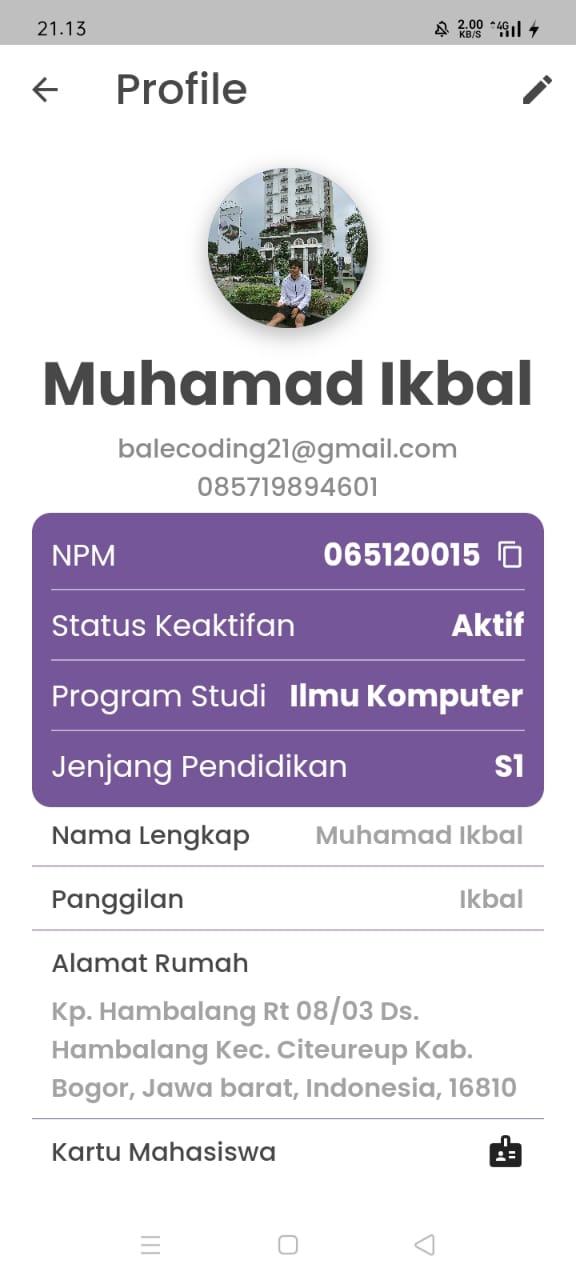 21.13
2.00
KB/S
4G
Profile
Muhamad Ikbal
balecoding21@gmail.com
085719894601
NPM 065120015
Status Keaktifan Aktif
Program Studi Ilmu Komputer
Jenjang Pendidikan S1
Nama Lengkap Muhamad Ikbal
Panggilan Ikbal
Alamat Rumah
Kp. Hambalang Rt 08/03 Ds.
Hambalang Kec. Citeureup Kab.
Bogor, Jawa barat, Indonesia, 16810
Kartu Mahasiswa